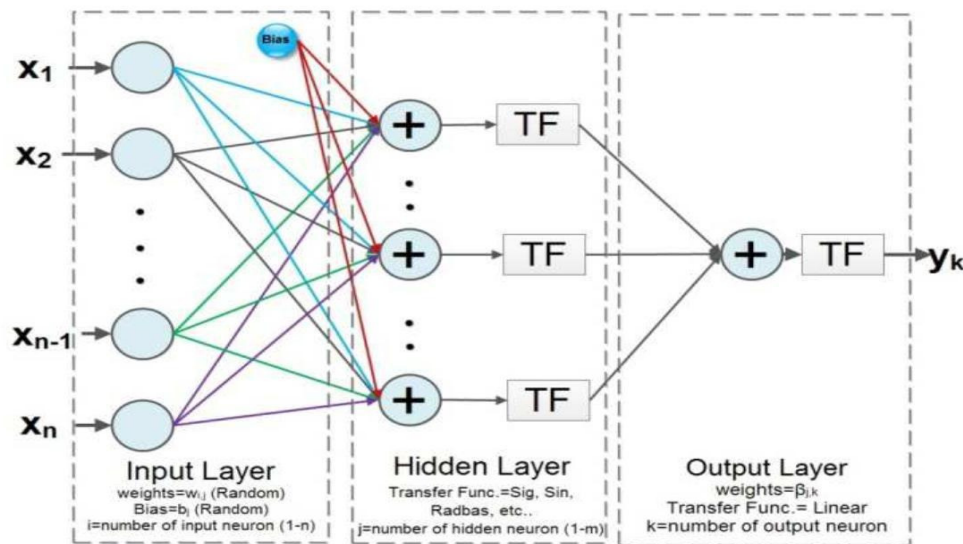 Bias
x1
x2
xn-1
xn
+
+
+
TF
TF
TF
+
TF
yk
Input Layer
weights=wi,j (Random)
Bias=bj (Random)
i=number of input neuron (1-n)
Hidden Layer
Transfer Func.=Sig, Sin,
Radbas, etc..
j=number of hidden neuron (1-m)
Output Layer
weights=βj,k
Transfer Func.= Linear
k=number of output neuron